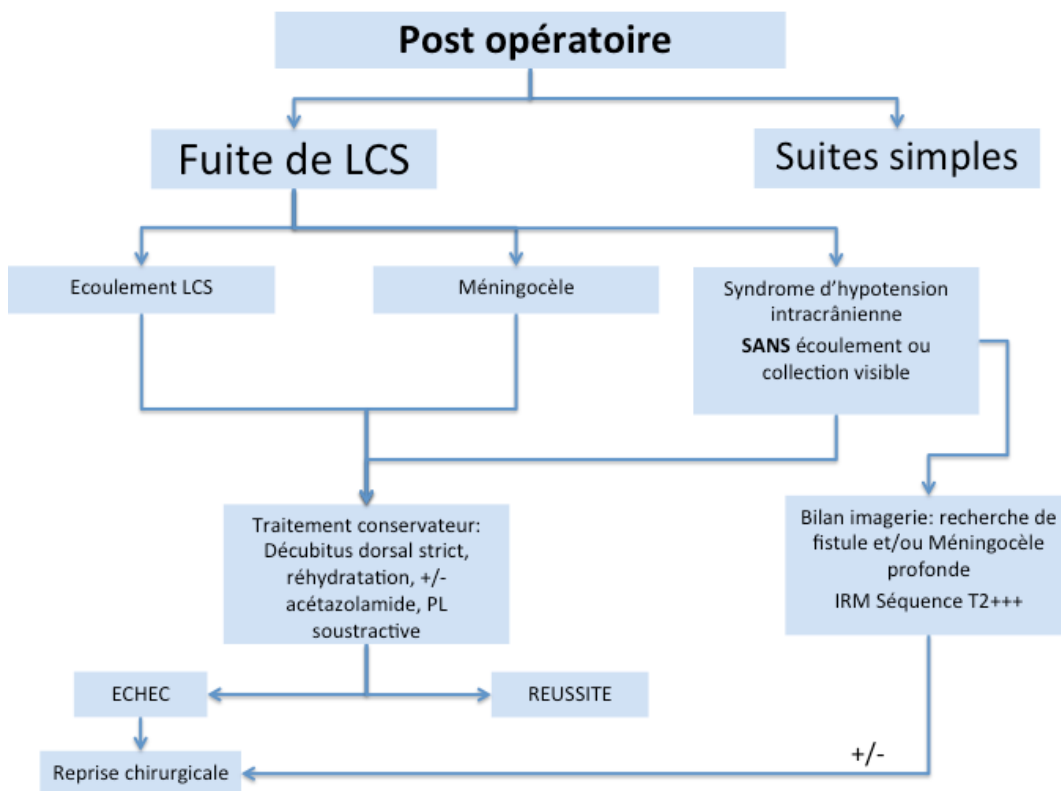 Post opératoire
Fuite de LCS
Suites simples
Ecoulement LCS
Méningocèle
Syndrome d’hypotension
intracrânienne
SANS écoulement ou
collection visible
Traitement conservateur:
Décubitus dorsal strict,
réhydratation, +/-
acétazolamide, PL
soustractive
Bilan imagerie: recherche de
fistule et/ou Méningocèle
profonde
IRM Séquence T2+++
ECHEC
REUSSITE
+/-
Reprise chirurgicale